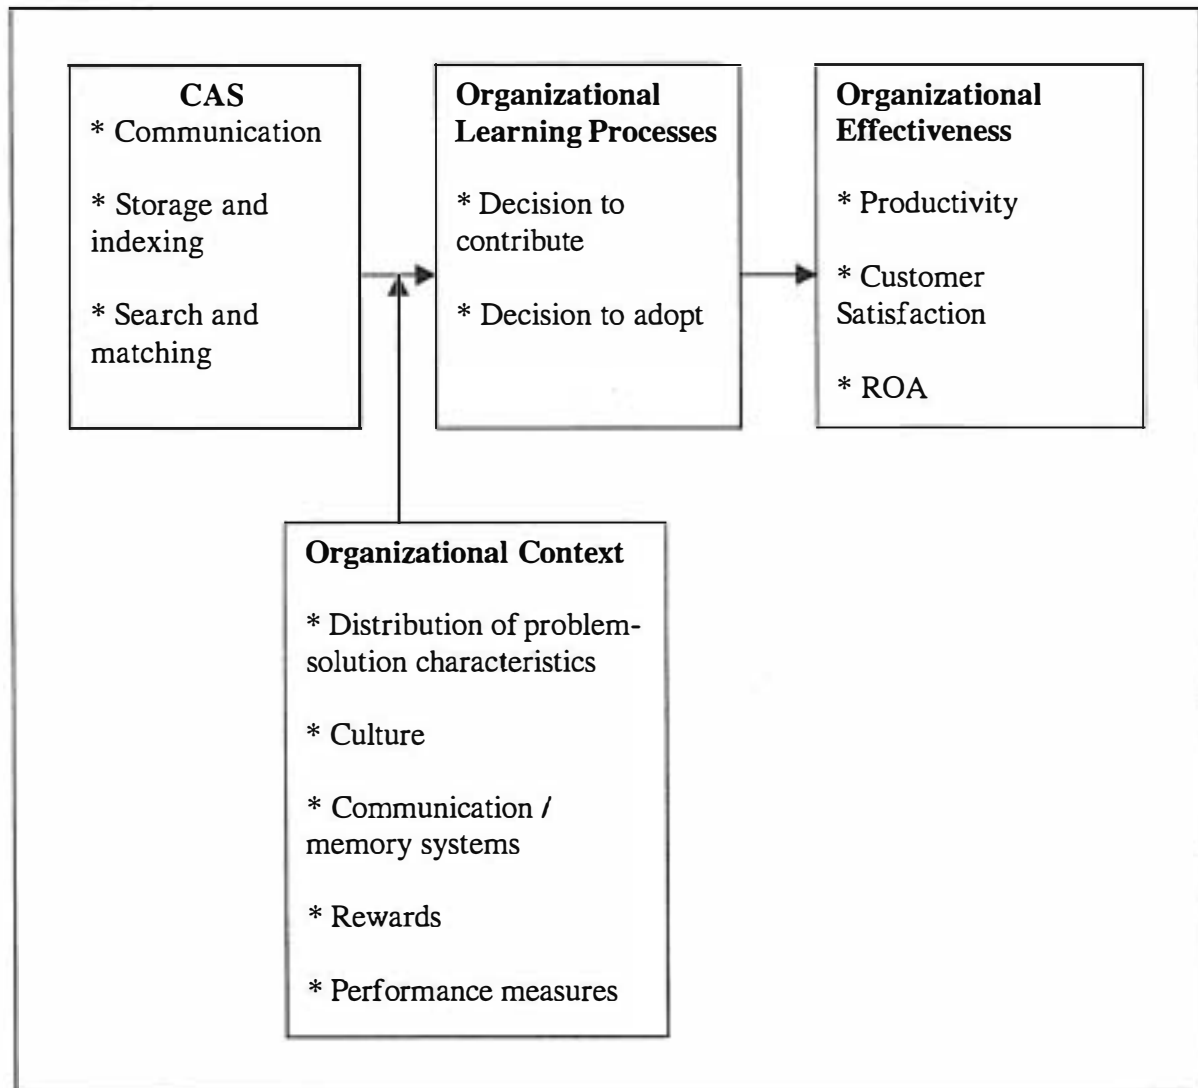 CAS
* Communication
* Storage and
indexing
* Search and
matching
Organizational
Learning Processes
* Decision to
contribute
* Decision to adopt
Organizational
Effectiveness
* Productivity
* Customer
Satisfaction
* ROA
Organizational Context
* Distribution of problem-
solution characteristics
* Culture
* Communication /
memory systems
* Rewards
* Performance measures